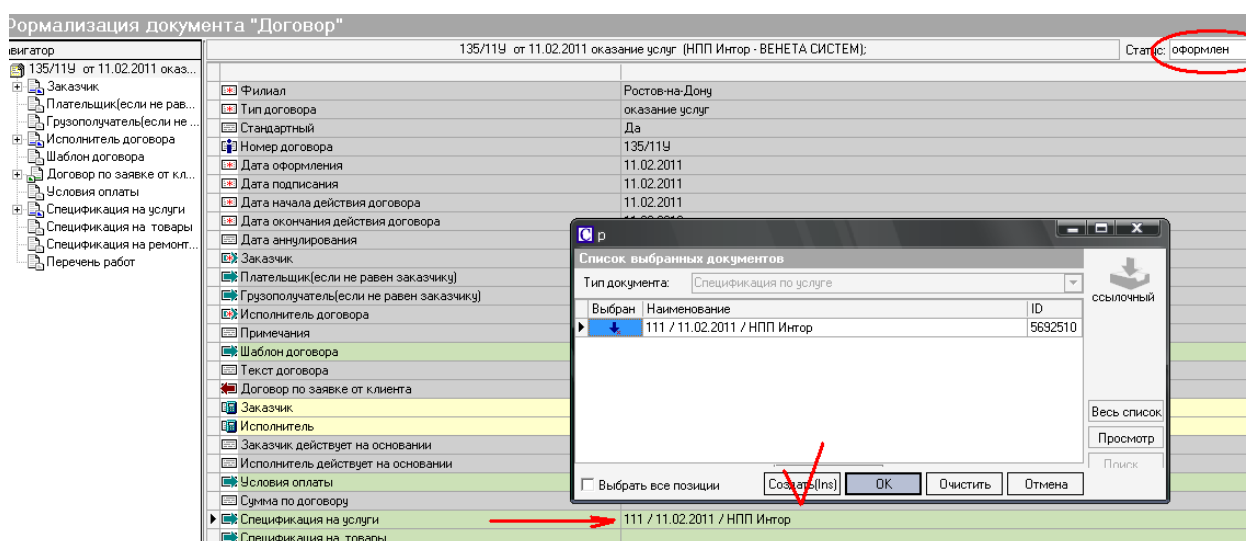 Формализация документа "Договор"
навигатор
135/11У от 11.02.2011 оказание услуг (НПП Интор - ВЕНЕТА СИСТЕМ);
Статус: оформлен
135/11У от 11.02.2011 оказ...
Заказчик
Плательщик(если не рав...
Грузополучатель(если не ...
Исполнитель договора
Шаблон договора
Договор по заявке от кл...
Условия оплаты
Спецификация на услуги
Спецификация на товары
Спецификация на ремонт...
Перечень работ
Филиал Ростов-на-Дону
Тип договора оказание услуг
Стандартный Да
Номер договора 135/11У
Дата оформления 11.02.2011
Дата подписания 11.02.2011
Дата начала действия договора 11.02.2011
Дата окончания действия договора
Дата аннулирования
Заказчик
Плательщик(если не равен заказчику)
Грузополучатель(если не равен заказчику)
Исполнитель договора
Примечания
Шаблон договора
Текст договора
Договор по заявке от клиента
Заказчик
Исполнитель
Заказчик действует на основании
Исполнитель действует на основании
Условия оплаты
Сумма по договору
Спецификация на услуги 111 / 11.02.2011 / НПП Интор
Спецификация на товары
C р
Список выбранных документов
Тип документа: Спецификация по услуге
ссылочный
Выбран Наименование ID
111 / 11.02.2011 / НПП Интор 5692510
Весь список
Просмотр
Поиск
Выбрать все позиции Создать(Ins) OK Очистить Отмена